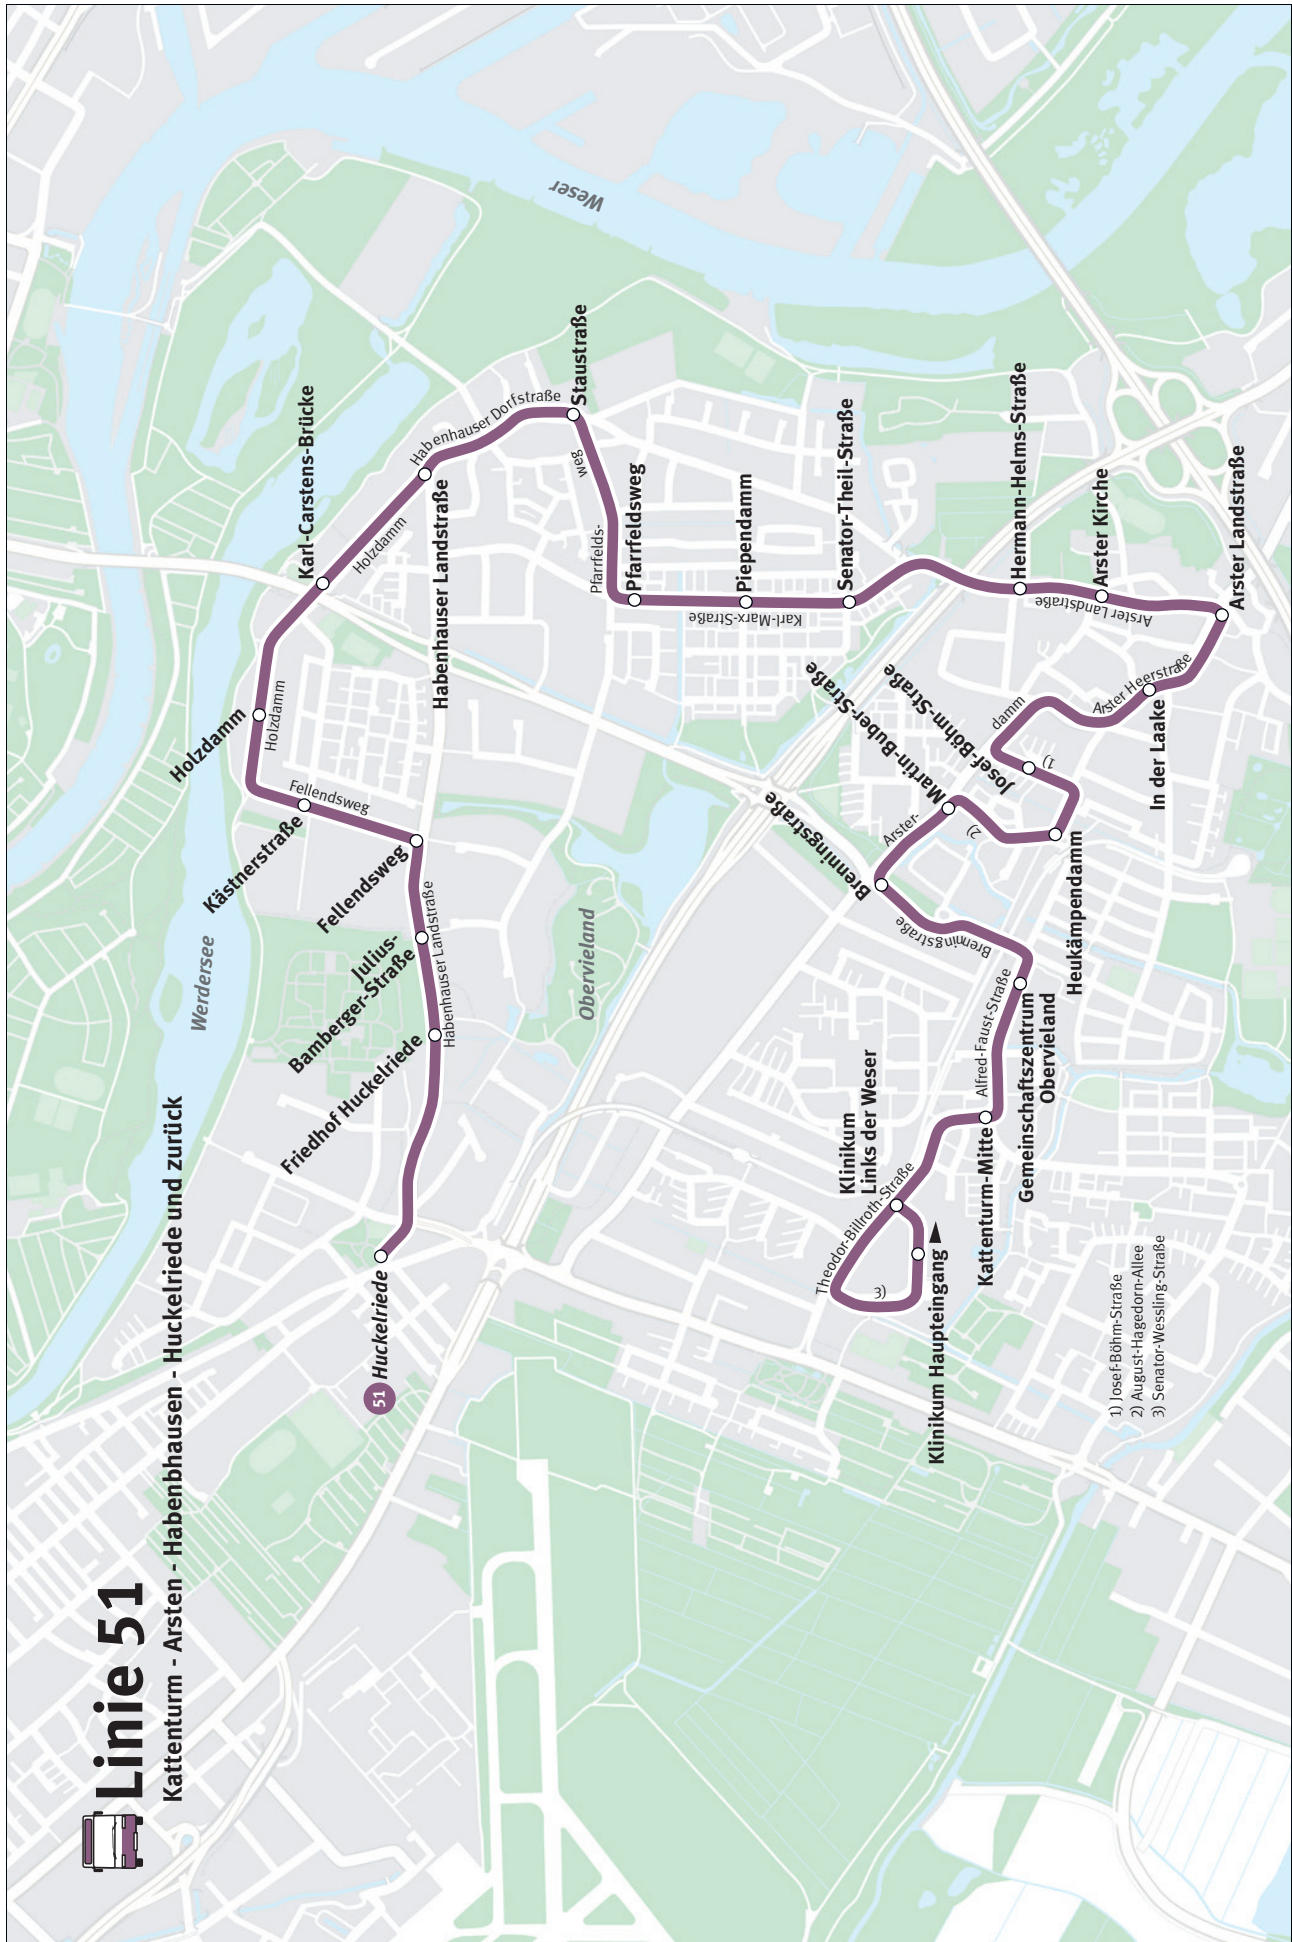 Linie 51
Kattenturm - Arsten - Habenbhausen - Huckelriede und zurück
51
Huckelriede
Friedhof Huckelriede
Habenhauser Landstraße
Julius-
Bamberger-Straße
Fellendsweg
Kästnerstraße
Fellendsweg
Holzdamm
Holzdamm
Karl-Carstens-Brücke
Holzdamm
Habenhauser Landstraße
Habenhauser Dorfstraße
Staustraße
Pfarrfelds-
weg
Pfarrfeldsweg
Piependamm
Karl-Marx-Straße
Senator-Theil-Straße
Hermann-Helms-Straße
Arster Landstraße
Arster Kirche
Arster Landstraße
Arster Heerstraße
In der Laake
Arster-
damm
1)
Josef-Böhm-Straße
Heukämpendamm
2)
Martin-Buber-Straße
Brenningstraße
Brenningstraße
Gemeinschaftszentrum
Obervieland
Alfred-Faust-Straße
Kattenturm-Mitte
Klinikum
Links der Weser
Theodor-Billroth-Straße
3)
Klinikum Haupteingang
Werdersee
Weser
Obervieland
1) Josef-Böhm-Straße
2) August-Hagedorn-Allee
3) Senator-Wessling-Straße